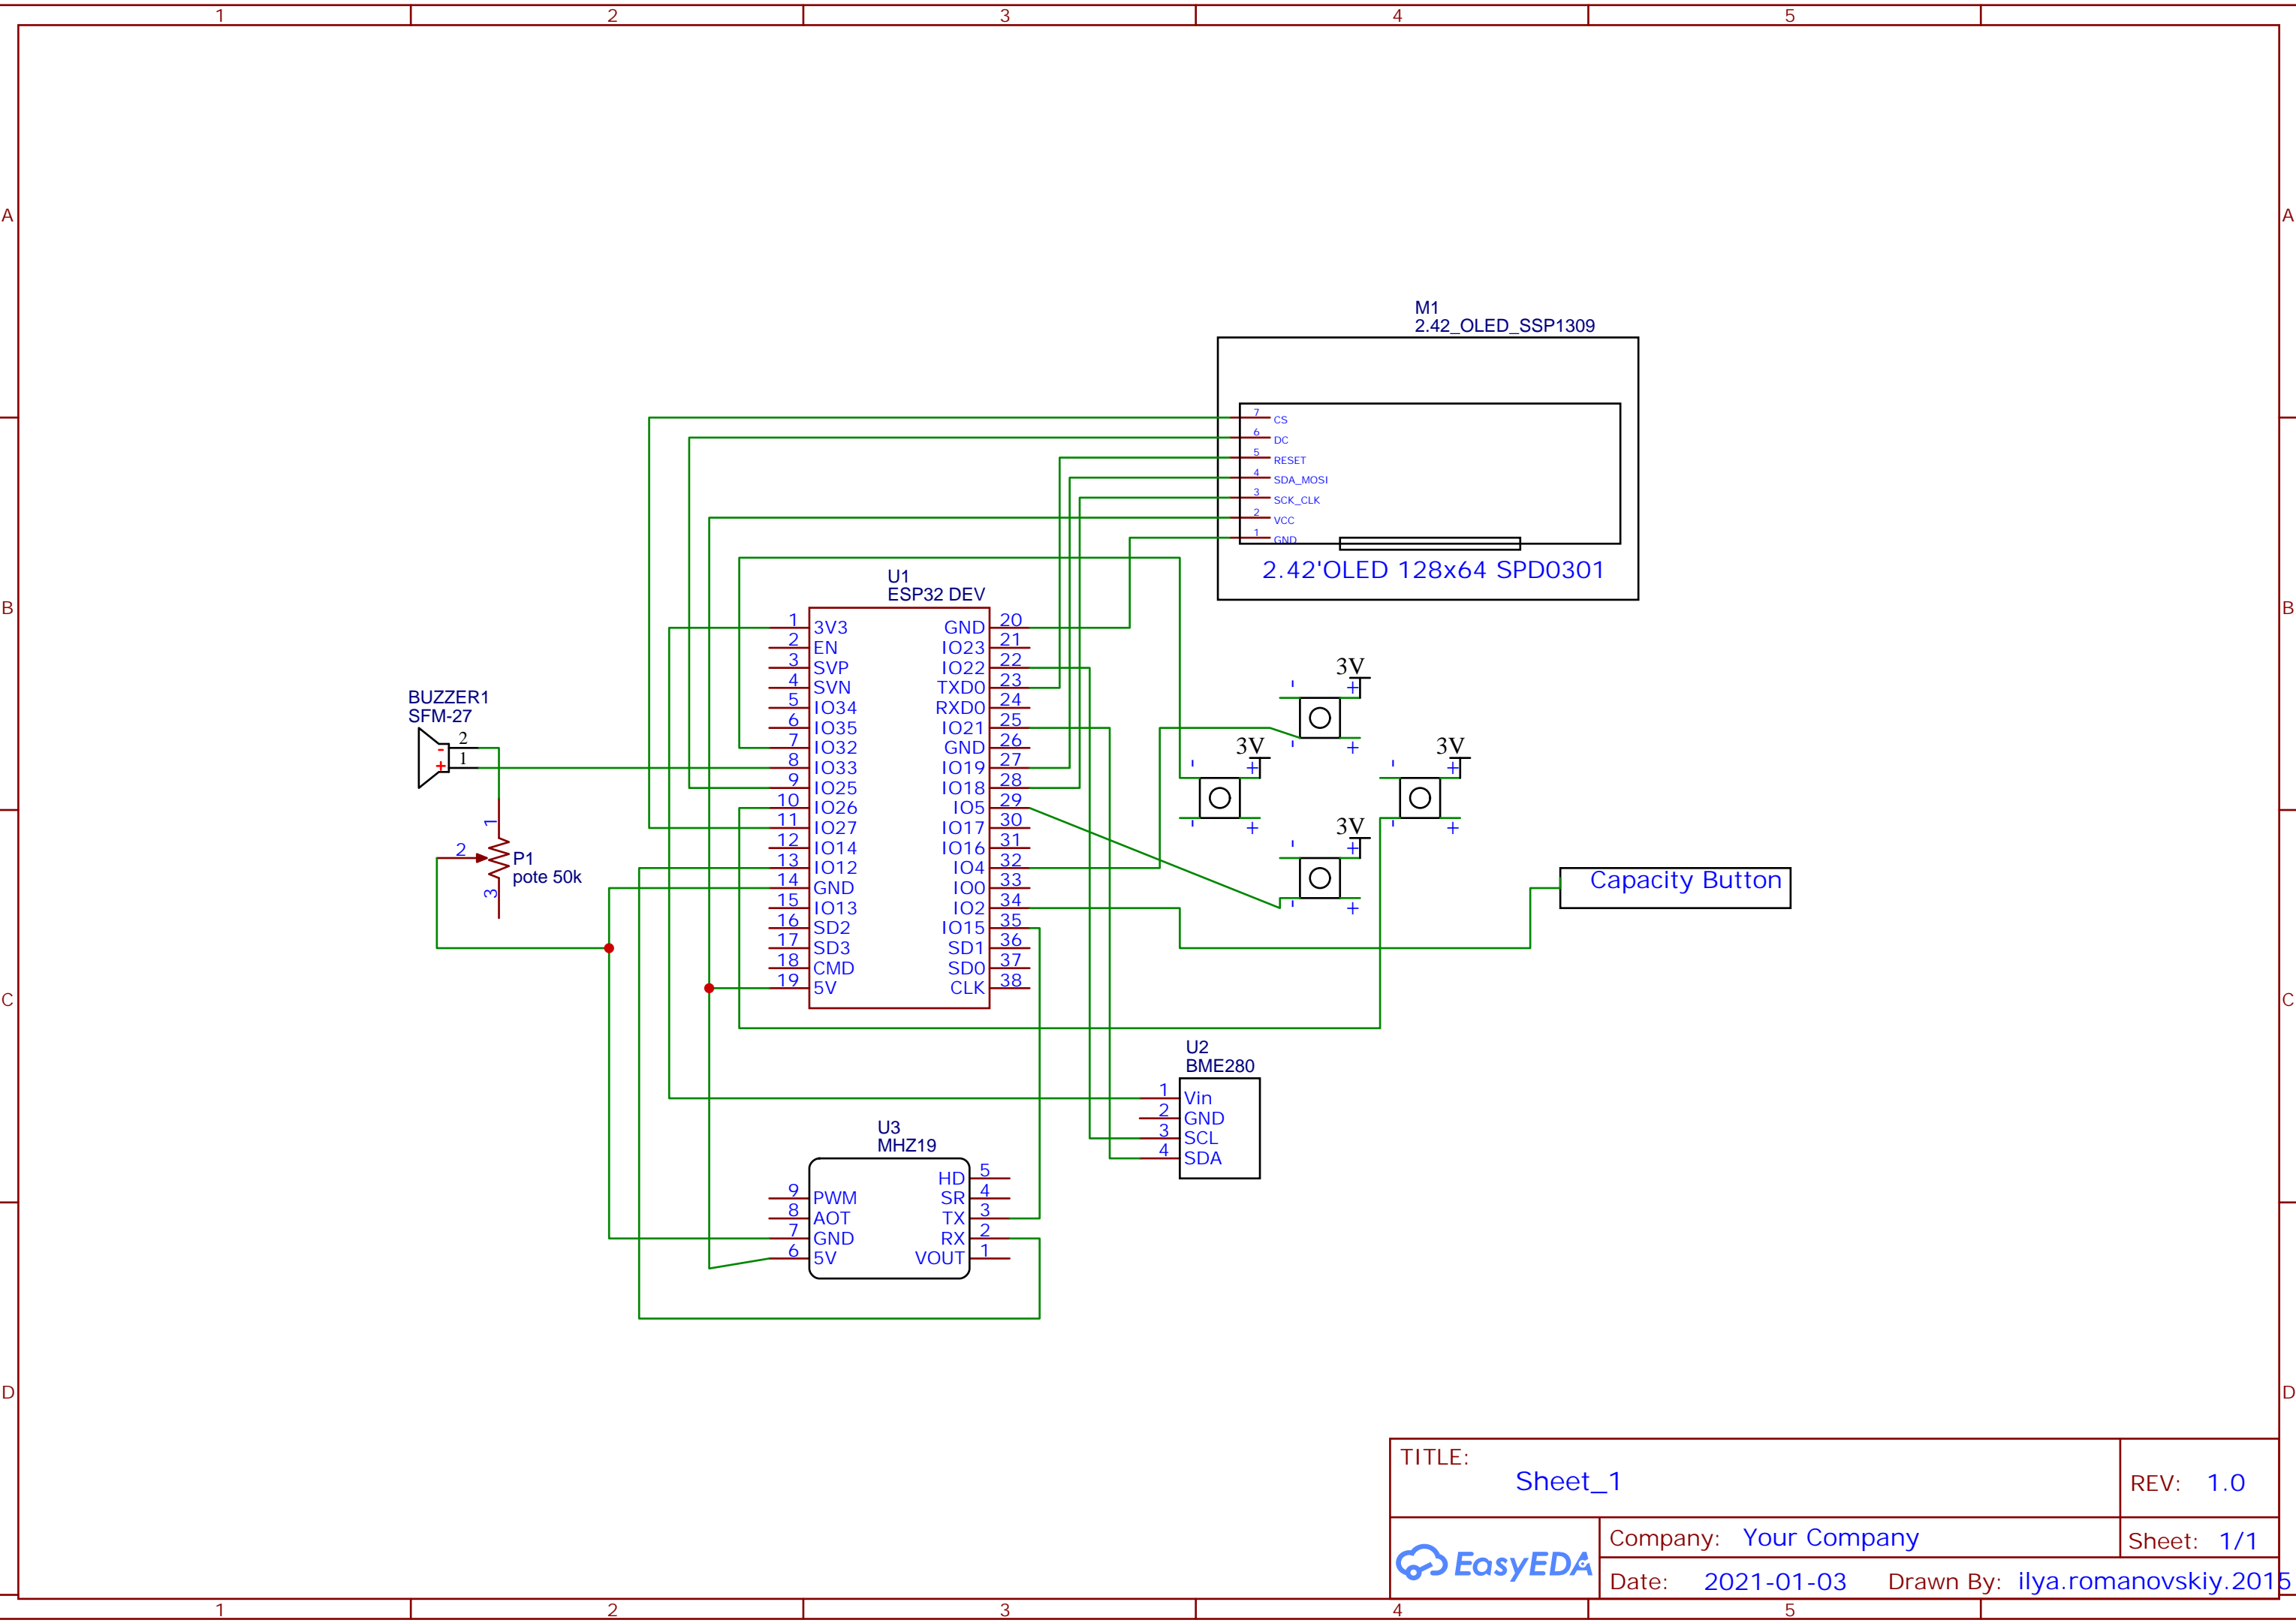 1 2 3 4 5
A A
B B
C C
D D
M1
2.42_OLED_SSP1309
7 CS
6 DC
5 RESET
4 SDA_MOSI
3 SCK_CLK
2 VCC
1 GND
2.42'OLED 128x64 SPD0301
U1
ESP32 DEV
1 3V3 GND 20
2 EN IO23 21
3 SVP IO22 22
4 SVN TXD0 23
5 IO34 RXD0 24
6 IO35 IO21 25
7 IO32 GND 26
8 IO33 IO19 27
9 IO25 IO18 28
10 IO26 IO5 29
11 IO27 IO17 30
12 IO14 IO16 31
13 IO12 IO4 32
14 GND IO0 33
15 IO13 IO2 34
16 SD2 IO15 35
17 SD3 SD1 36
18 CMD SD0 37
19 5V CLK 38
BUZZER1
SFM-27
2 -
1 +
1
2
3
P1
pote 50k
3V
' +
' +
3V
' +
' +
3V
' +
' +
3V
' +
' +
Capacity Button
U2
BME280
1 Vin
2 GND
3 SCL
4 SDA
U3
MHZ19
HD 5
9 PWM SR 4
8 AOT TX 3
7 GND RX 2
6 5V VOUT 1
TITLE:
Sheet_1
REV: 1.0
EasyEDA
Company: Your Company
Sheet: 1/1
Date: 2021-01-03 Drawn By: ilya.romanovskiy.2015
1 2 3 4 5